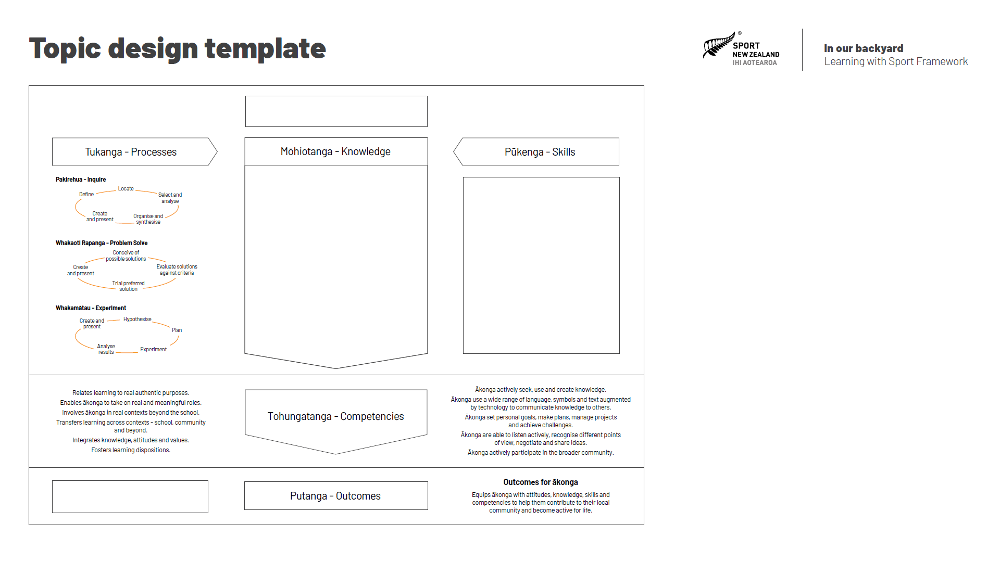 Topic design template
SPORT
NEW ZEALAND
IHI AOTEAROA
In our backyard
Learning with Sport Framework
Tukanga - Processes
Mōhiotanga - Knowledge
Pūkenga - Skills
Pakirehua - Inquire
Locate
Define
Select and
analyse
Create
and present
Organise and
synthesise
Whakaoti Rapanga - Problem Solve
Conceive of
possible solutions
Create
and present
Evaluate solutions
against criteria
Trial preferred
solution
Whakamātau - Experiment
Create and
present
Hypothesise
Plan
Analyse
results
Experiment
Relates learning to real authentic purposes.
Enables ākonga to take on real and meaningful roles.
Involves ākonga in real contexts beyond the school.
Transfers learning across contexts - school, community
and beyond.
Integrates knowledge, attitudes and values.
Fosters learning dispositions.
Tohungatanga - Competencies
Ākonga actively seek, use and create knowledge.
Ākonga use a wide range of language, symbols and text augmented
by technology to communicate knowledge to others.
Ākonga set personal goals, make plans, manage projects
and achieve challenges.
Ākonga are able to listen actively, recognise different points
of view, negotiate and share ideas.
Ākonga actively participate in the broader community.
Putanga - Outcomes
Outcomes for ākonga
Equips ākonga with attitudes, knowledge, skills and
competencies to help them contribute to their local
community and become active for life.